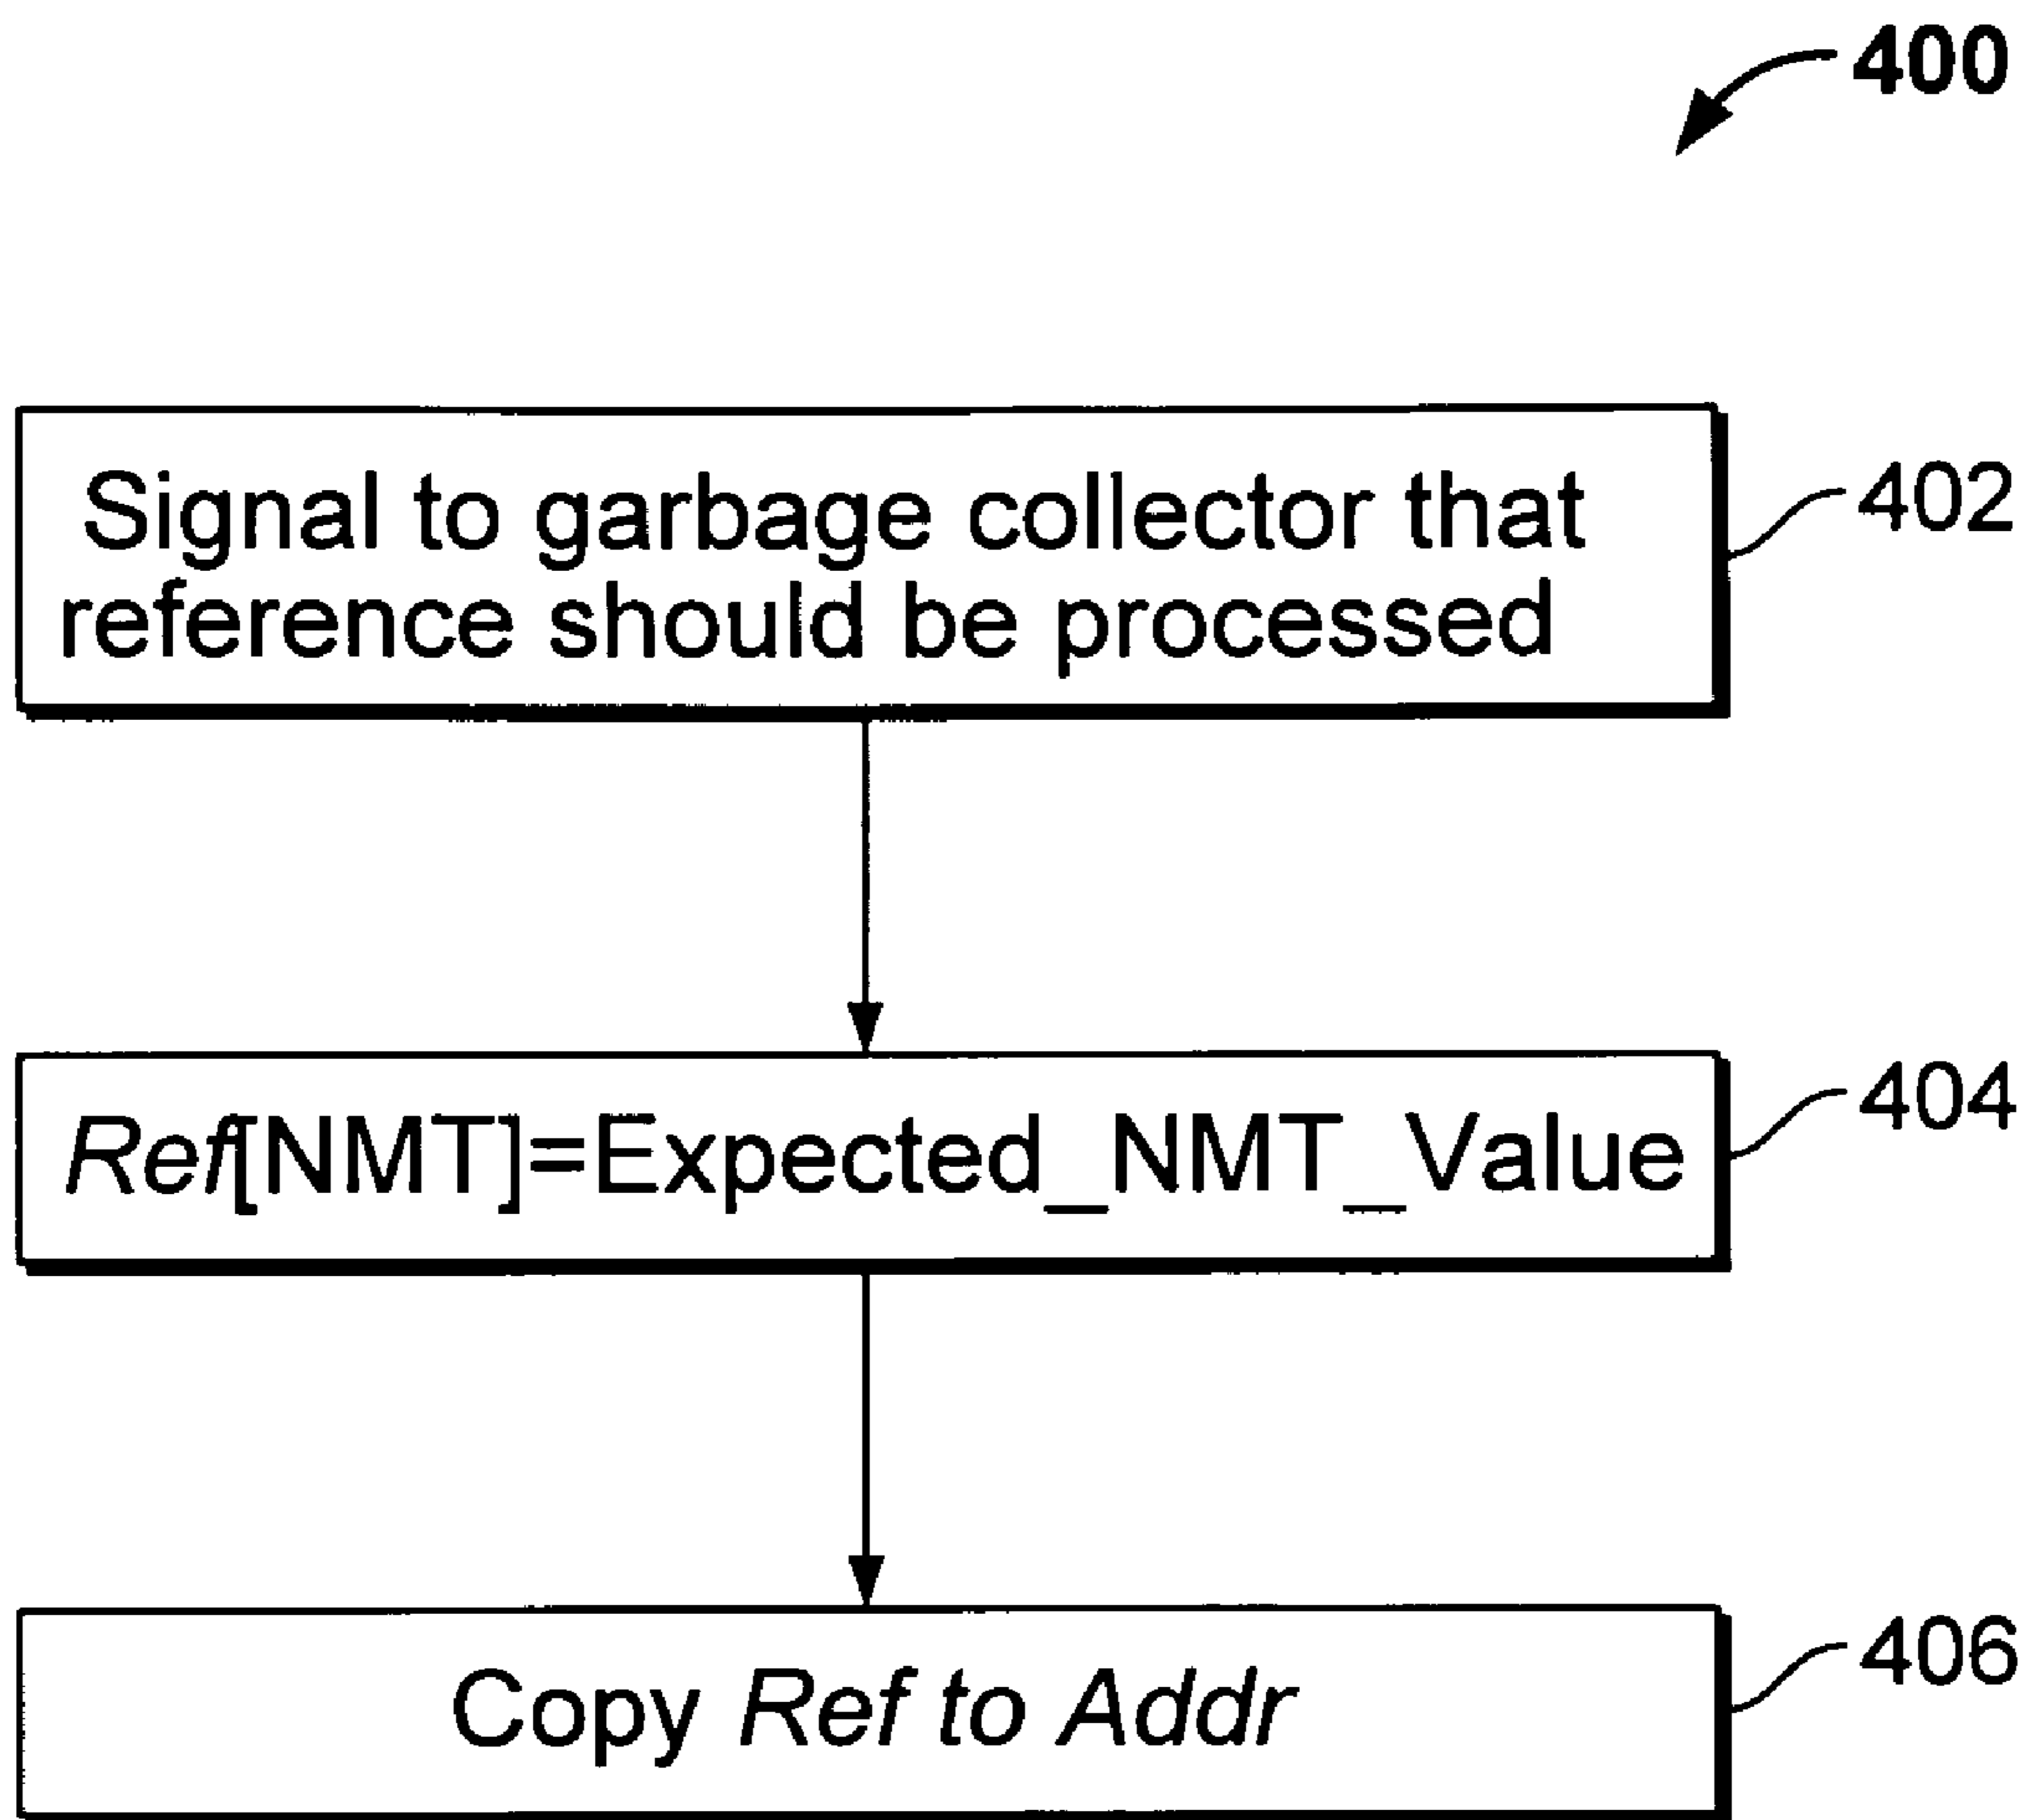 400
Signal to garbage collector that
reference should be processed
402
Ref[NMT]=Expected_NMT_Value
404
Copy Ref to Addr
406